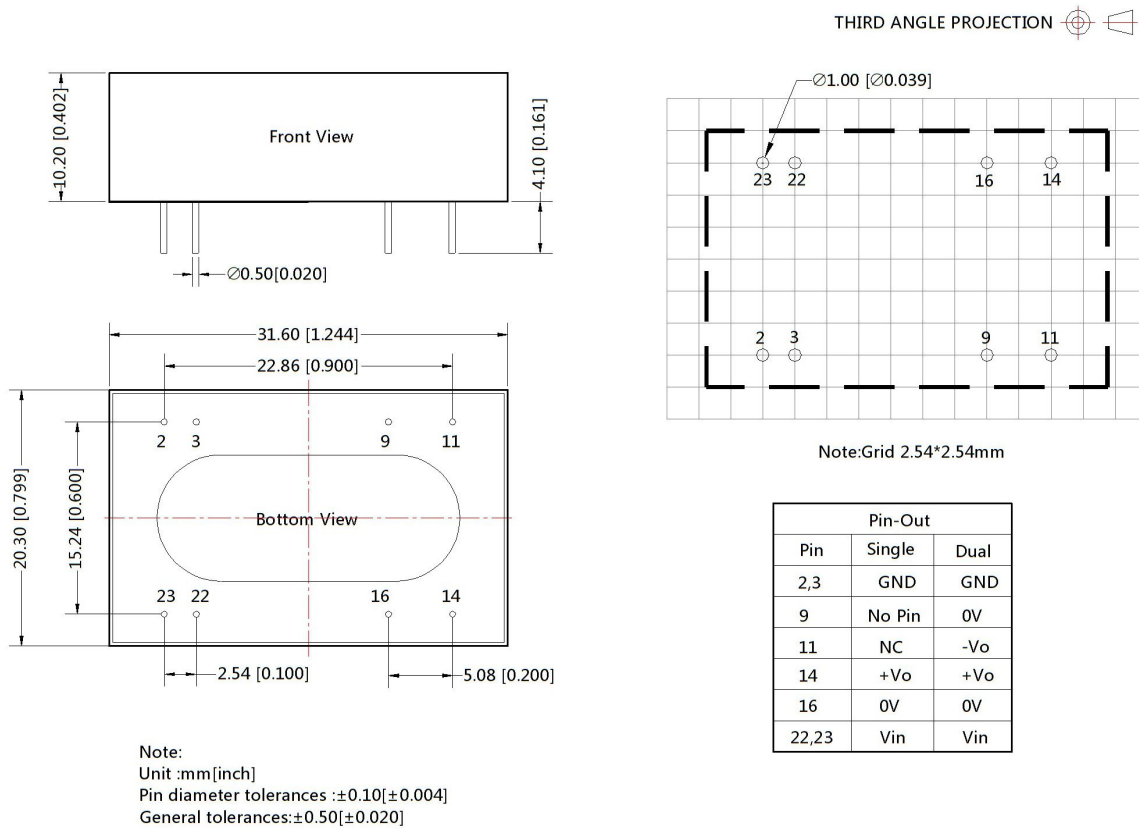 THIRD ANGLE PROJECTION
10.20 [0.402]
Front View
4.10 [0.161]
∅0.50[0.020]
∅1.00 [∅0.039]
23 22 16 14
2 3 9 11
Note:Grid 2.54*2.54mm
31.60 [1.244]
22.86 [0.900]
20.30 [0.799]
15.24 [0.600]
2 3 9 11
Bottom View
23 22 16 14
2.54 [0.100]
5.08 [0.200]
Pin-Out
Pin Single Dual
2,3 GND GND
9 No Pin 0V
11 NC -Vo
14 +Vo +Vo
16 0V 0V
22,23 Vin Vin
Note:
Unit :mm[inch]
Pin diameter tolerances :±0.10[±0.004]
General tolerances:±0.50[±0.020]